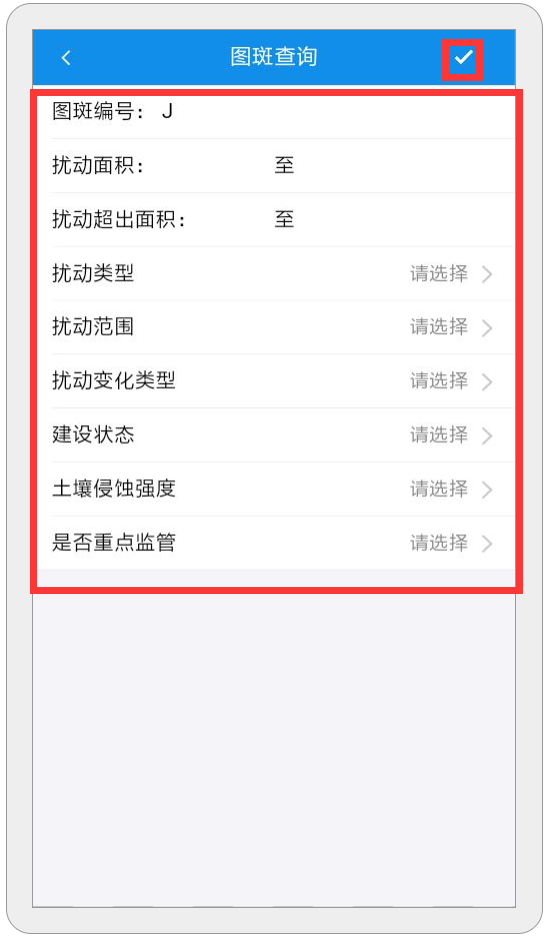 图斑查询
图斑编号： J
扰动面积： 至
扰动超出面积： 至
扰动类型 请选择
扰动范围 请选择
扰动变化类型 请选择
建设状态 请选择
土壤侵蚀强度 请选择
是否重点监管 请选择